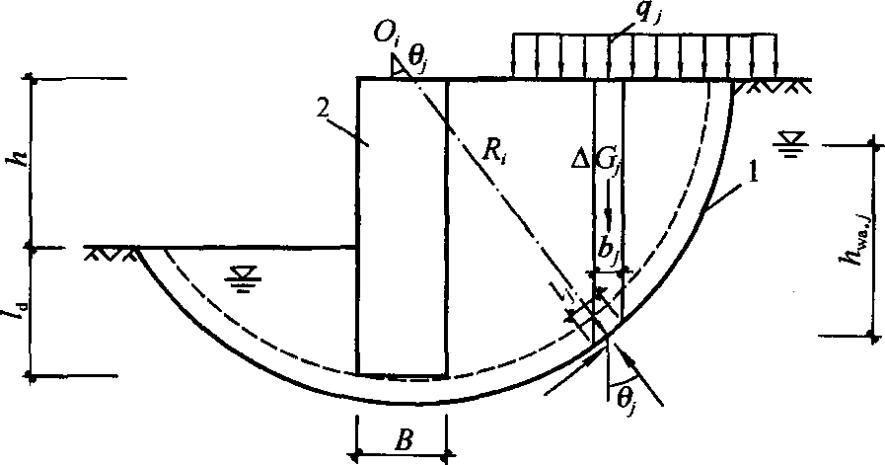 q_j
O_i
θ_j
2
h
R_i
ΔG_j
1
h_wa,j
b_j
l_j
l_d
θ_j
B